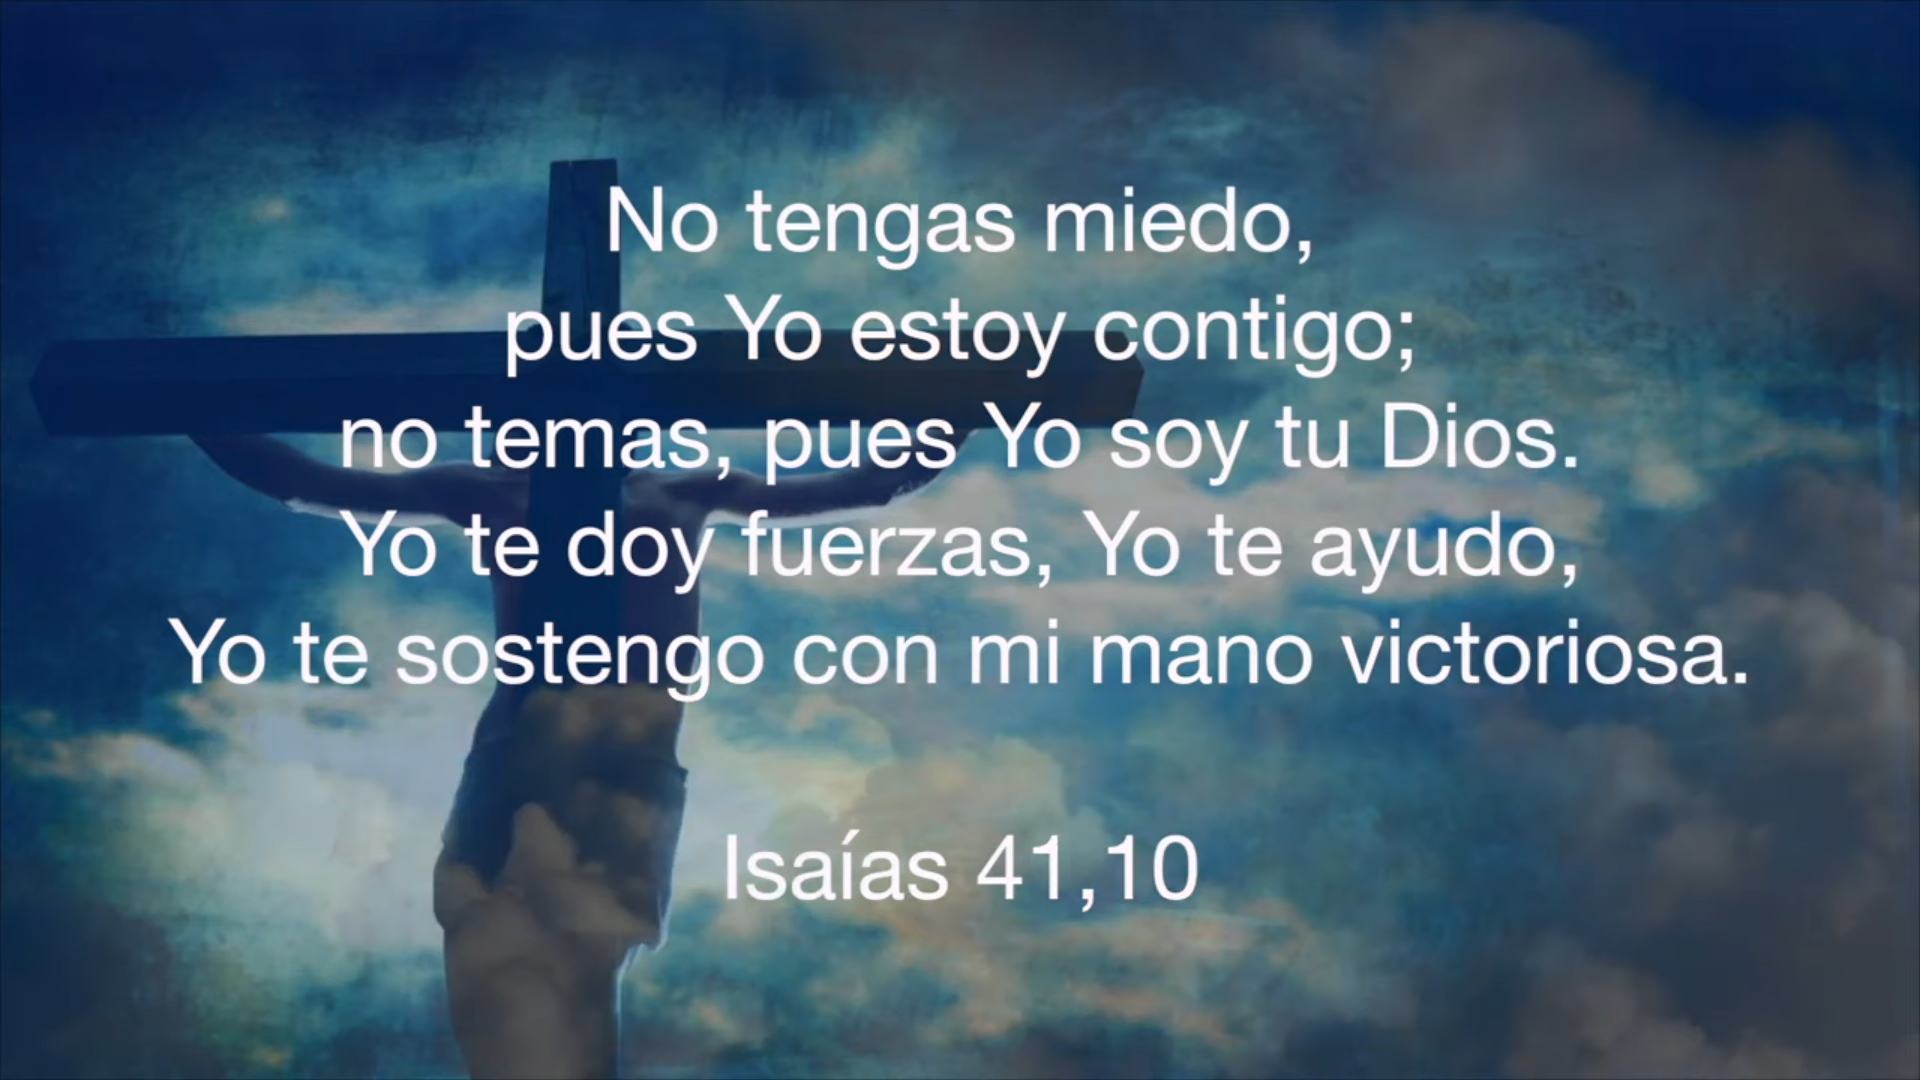 No tengas miedo,
pues Yo estoy contigo;
no temas, pues Yo soy tu Dios.
Yo te doy fuerzas, Yo te ayudo,
Yo te sostengo con mi mano victoriosa.
Isaías 41,10